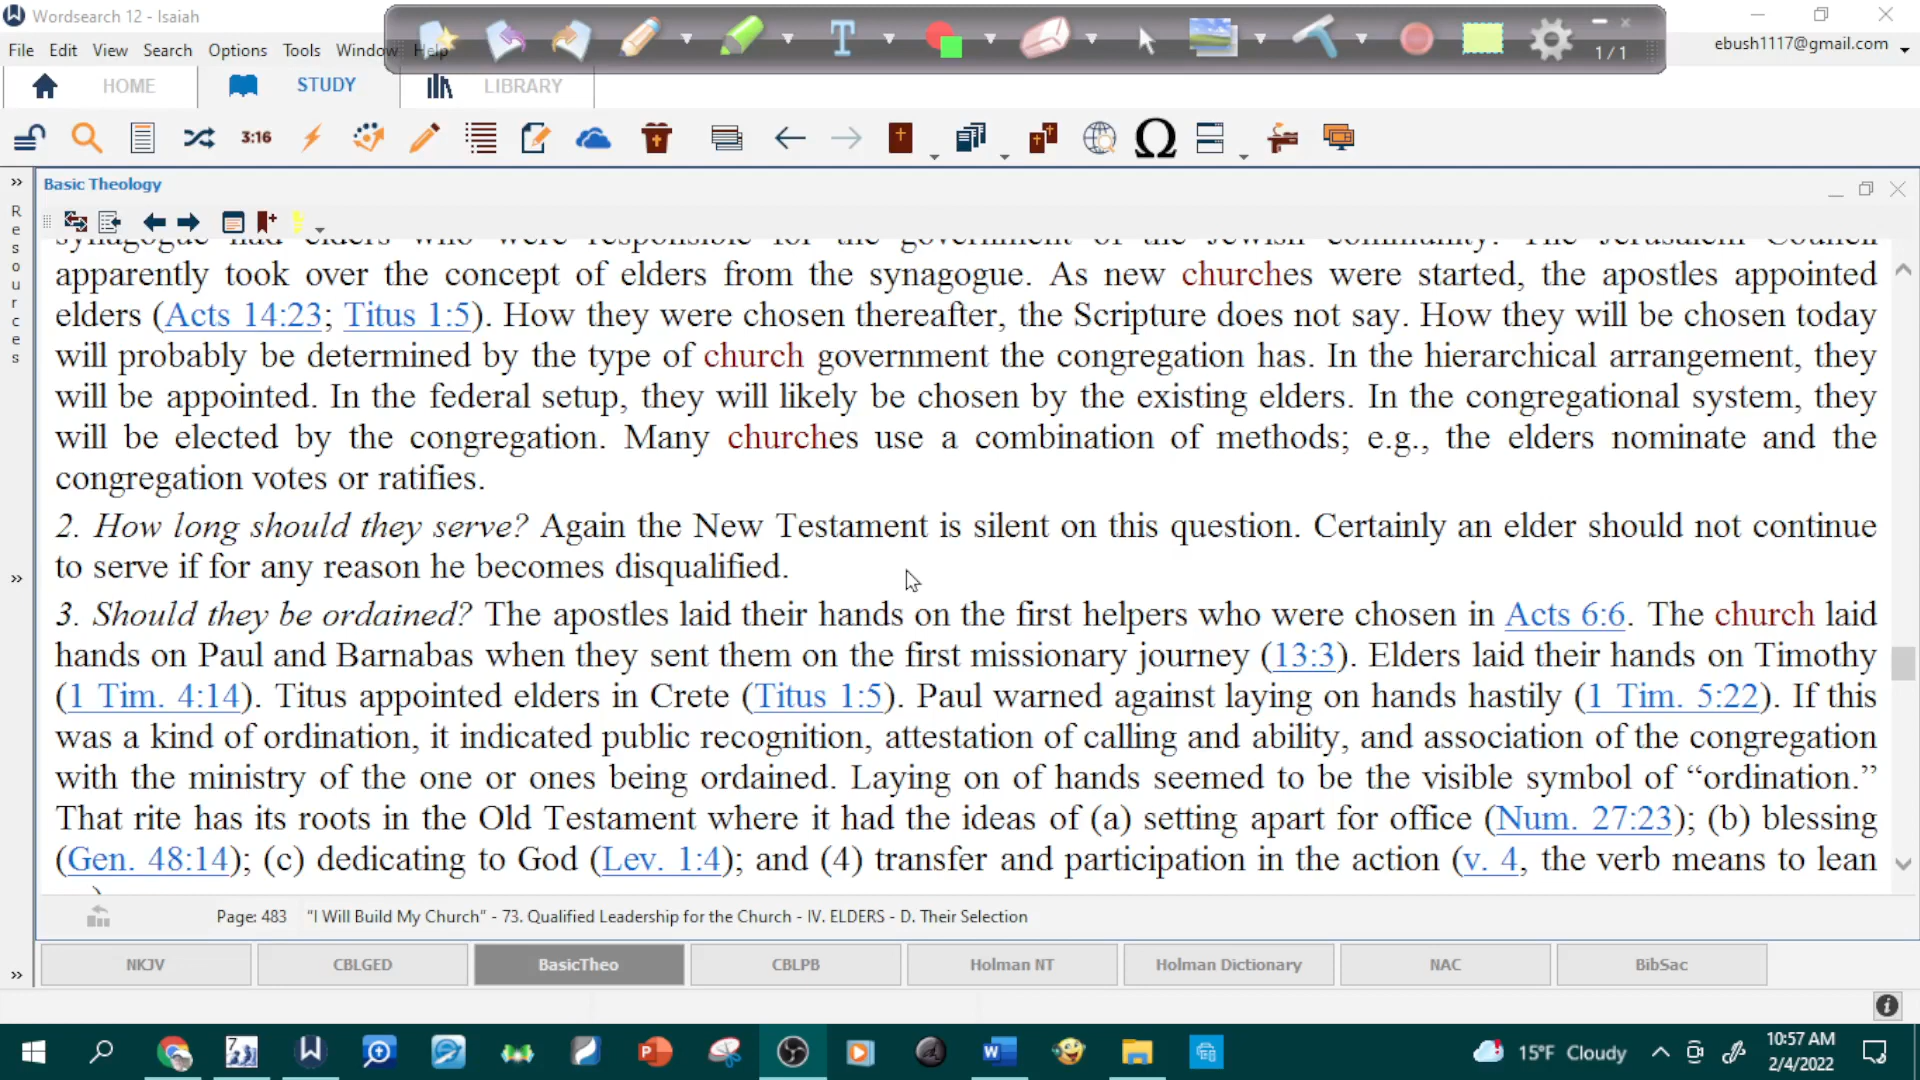 Wordsearch 12 - Isaiah
File Edit View Search Options Tools Window Help
1/1
ebush1117@gmail.com
HOME STUDY LIBRARY
3:16
Basic Theology
Resources
synagogue had elders who were responsible for the government of the Jewish community. The Jerusalem Council
apparently took over the concept of elders from the synagogue. As new churches were started, the apostles appointed
elders (Acts 14:23; Titus 1:5). How they were chosen thereafter, the Scripture does not say. How they will be chosen today
will probably be determined by the type of church government the congregation has. In the hierarchical arrangement, they
will be appointed. In the federal setup, they will likely be chosen by the existing elders. In the congregational system, they
will be elected by the congregation. Many churches use a combination of methods; e.g., the elders nominate and the
congregation votes or ratifies.
2. How long should they serve? Again the New Testament is silent on this question. Certainly an elder should not continue
to serve if for any reason he becomes disqualified.
3. Should they be ordained? The apostles laid their hands on the first helpers who were chosen in Acts 6:6. The church laid
hands on Paul and Barnabas when they sent them on the first missionary journey (13:3). Elders laid their hands on Timothy
(1 Tim. 4:14). Titus appointed elders in Crete (Titus 1:5). Paul warned against laying on hands hastily (1 Tim. 5:22). If this
was a kind of ordination, it indicated public recognition, attestation of calling and ability, and association of the congregation
with the ministry of the one or ones being ordained. Laying on of hands seemed to be the visible symbol of “ordination.”
That rite has its roots in the Old Testament where it had the ideas of (a) setting apart for office (Num. 27:23); (b) blessing
(Gen. 48:14); (c) dedicating to God (Lev. 1:4); and (4) transfer and participation in the action (v. 4, the verb means to lean
Page: 483 "I Will Build My Church" - 73. Qualified Leadership for the Church - IV. ELDERS - D. Their Selection
NKJV CBLGED BasicTheo CBLPB Holman NT Holman Dictionary NAC BibSac
15°F Cloudy
10:57 AM
2/4/2022